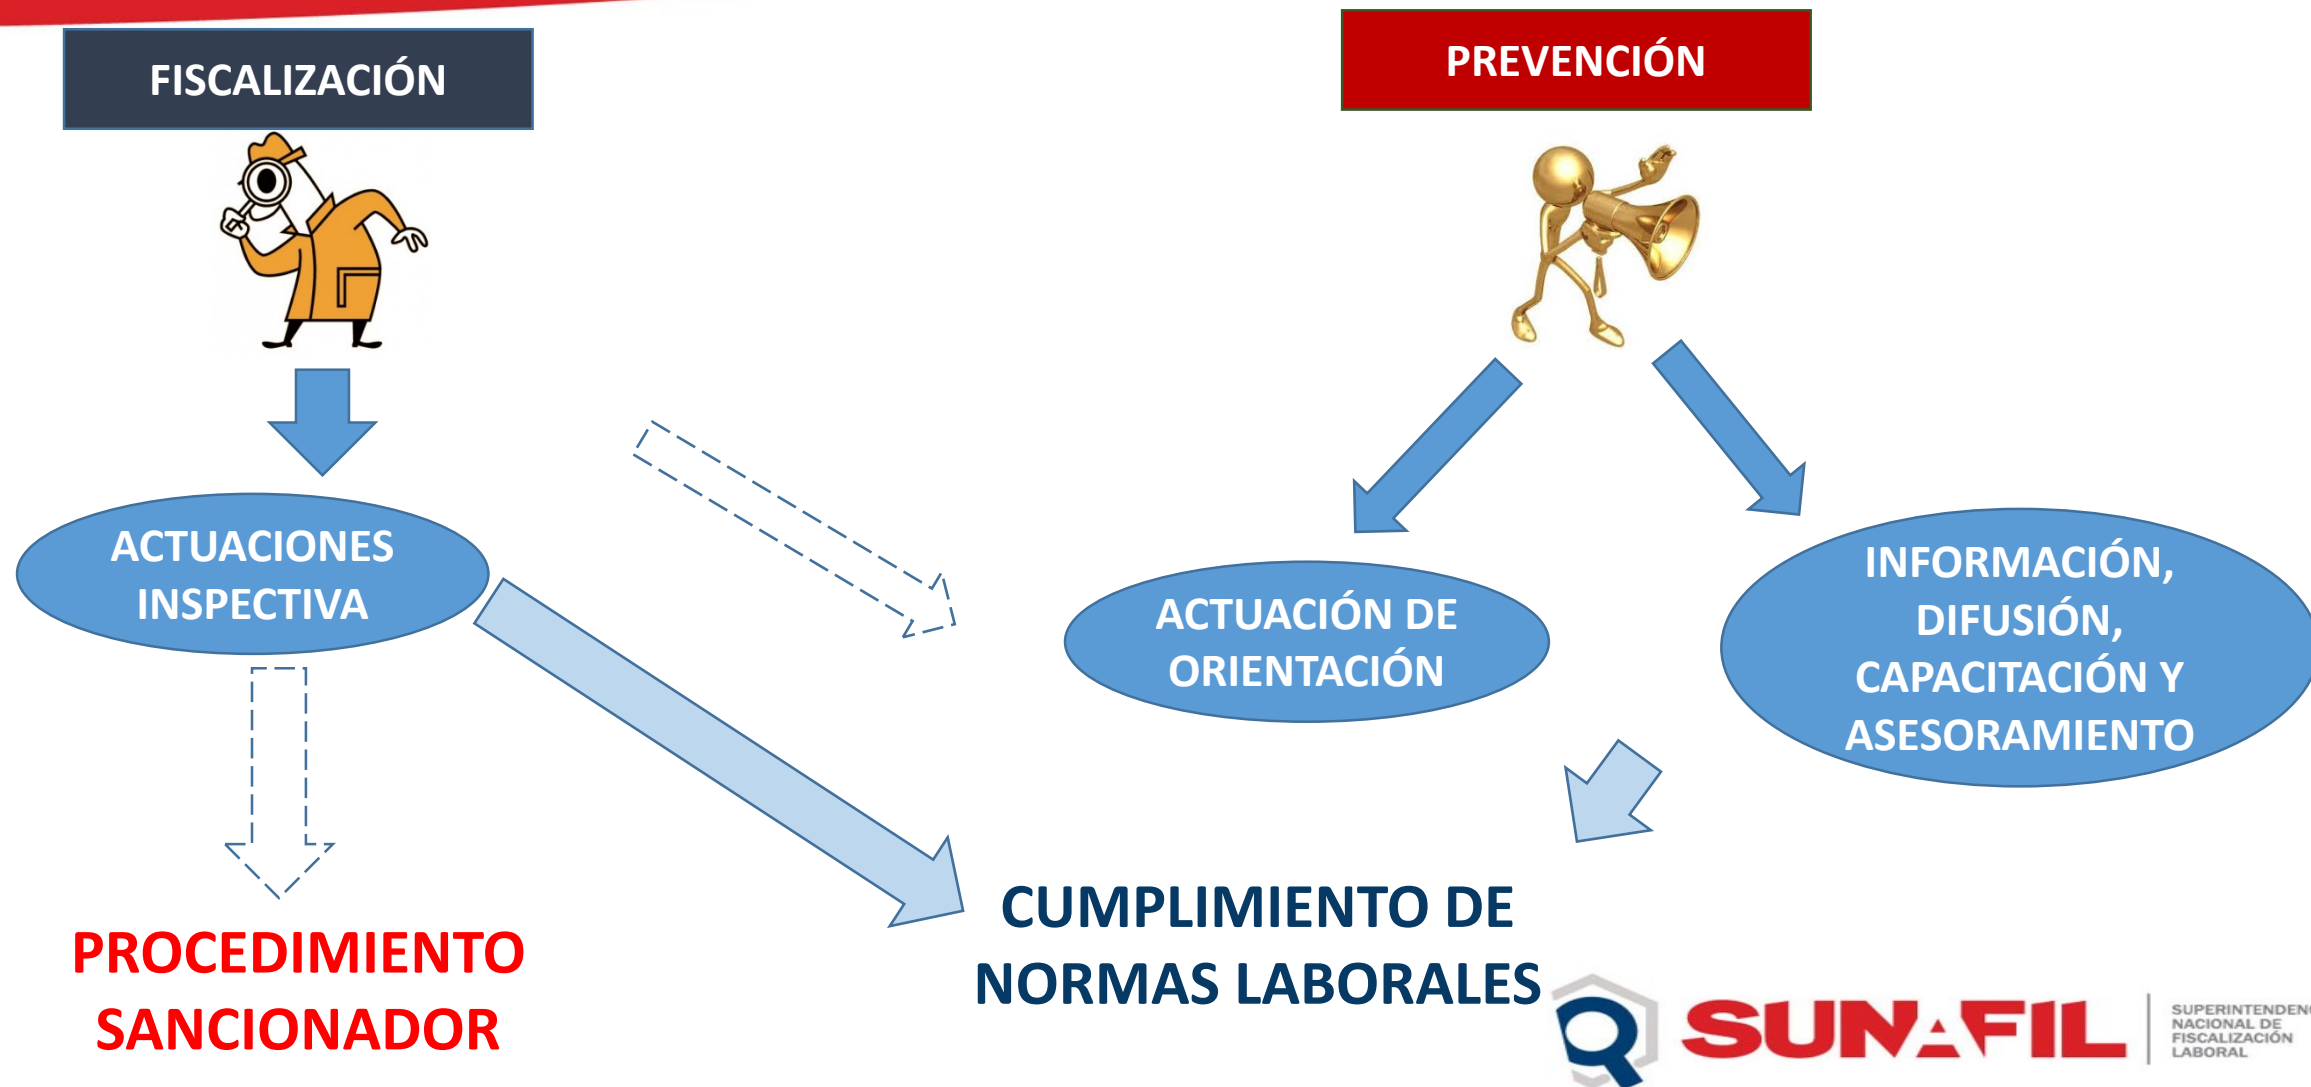 FISCALIZACIÓN
PREVENCIÓN
ACTUACIONES
INSPECTIVA
ACTUACIÓN DE
ORIENTACIÓN
INFORMACIÓN,
DIFUSIÓN,
CAPACITACIÓN Y
ASESORAMIENTO
PROCEDIMIENTO
SANCIONADOR
CUMPLIMIENTO DE
NORMAS LABORALES
SUNAFIL
NACIONAL DE
FISCALIZACIÓN
LABORAL